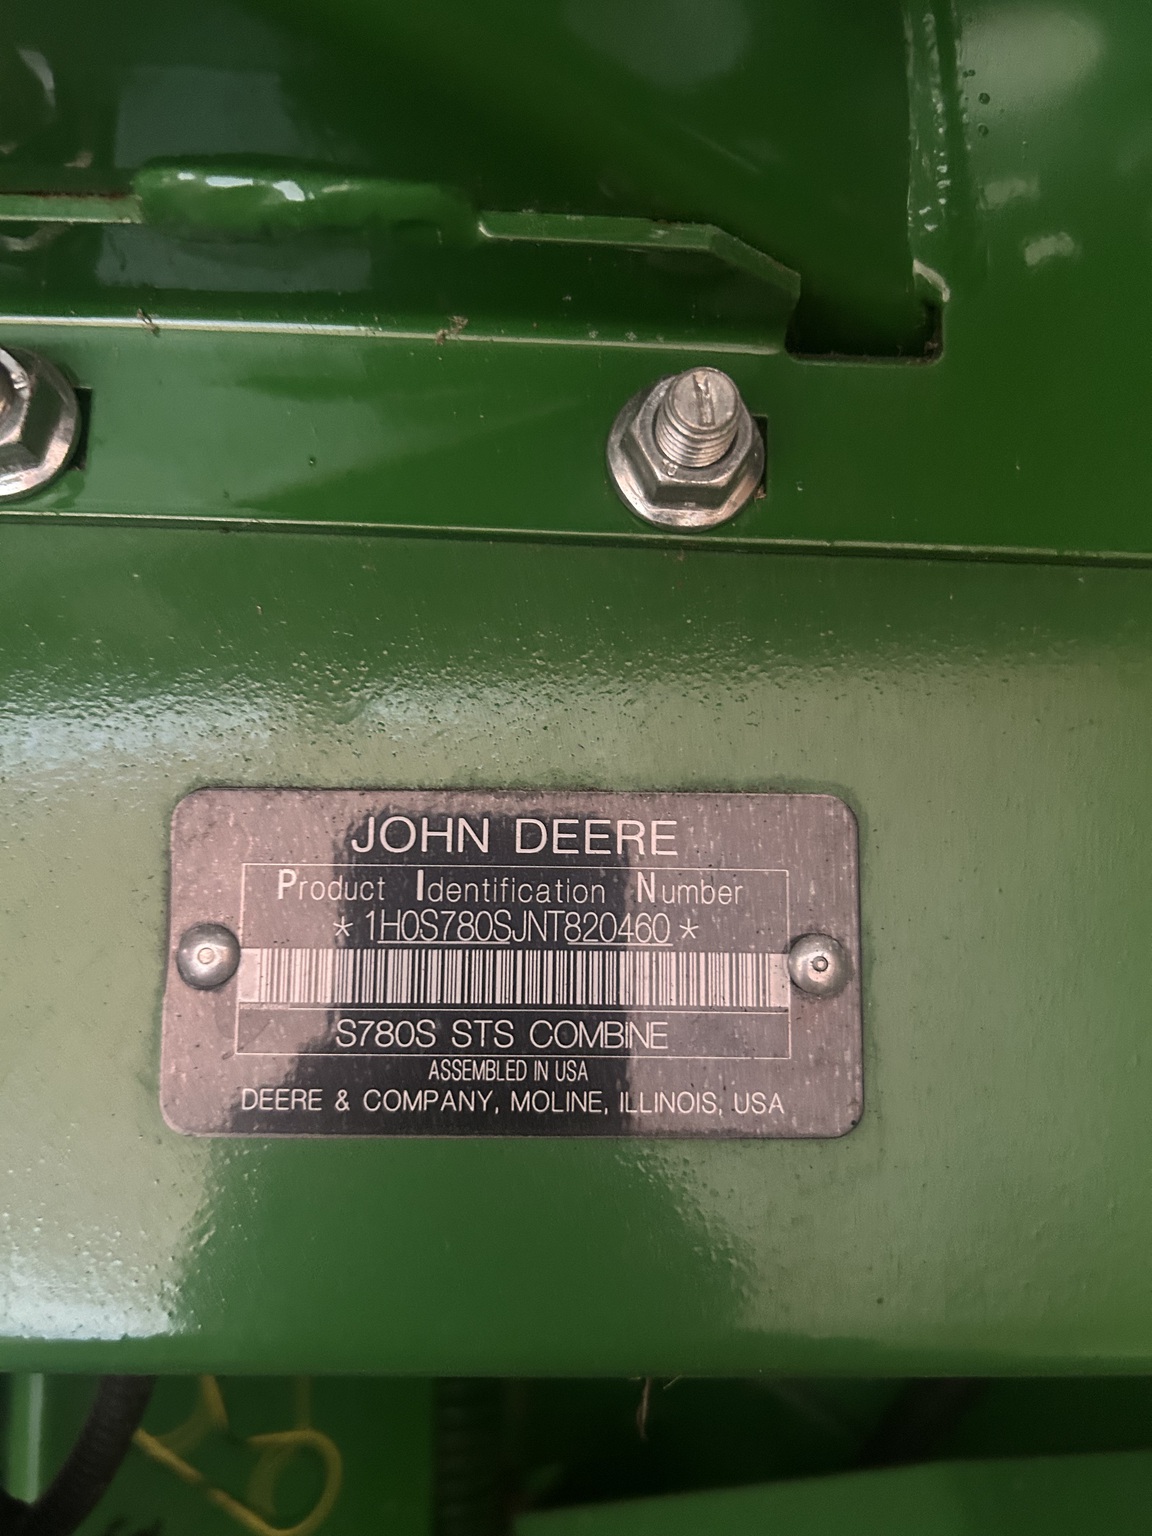 JOHN DEERE
Product Identification Number
*1H0S780SJNT820460*
S780S STS COMBINE
ASSEMBLED IN USA
DEERE & COMPANY, MOLINE, ILLINOIS, USA